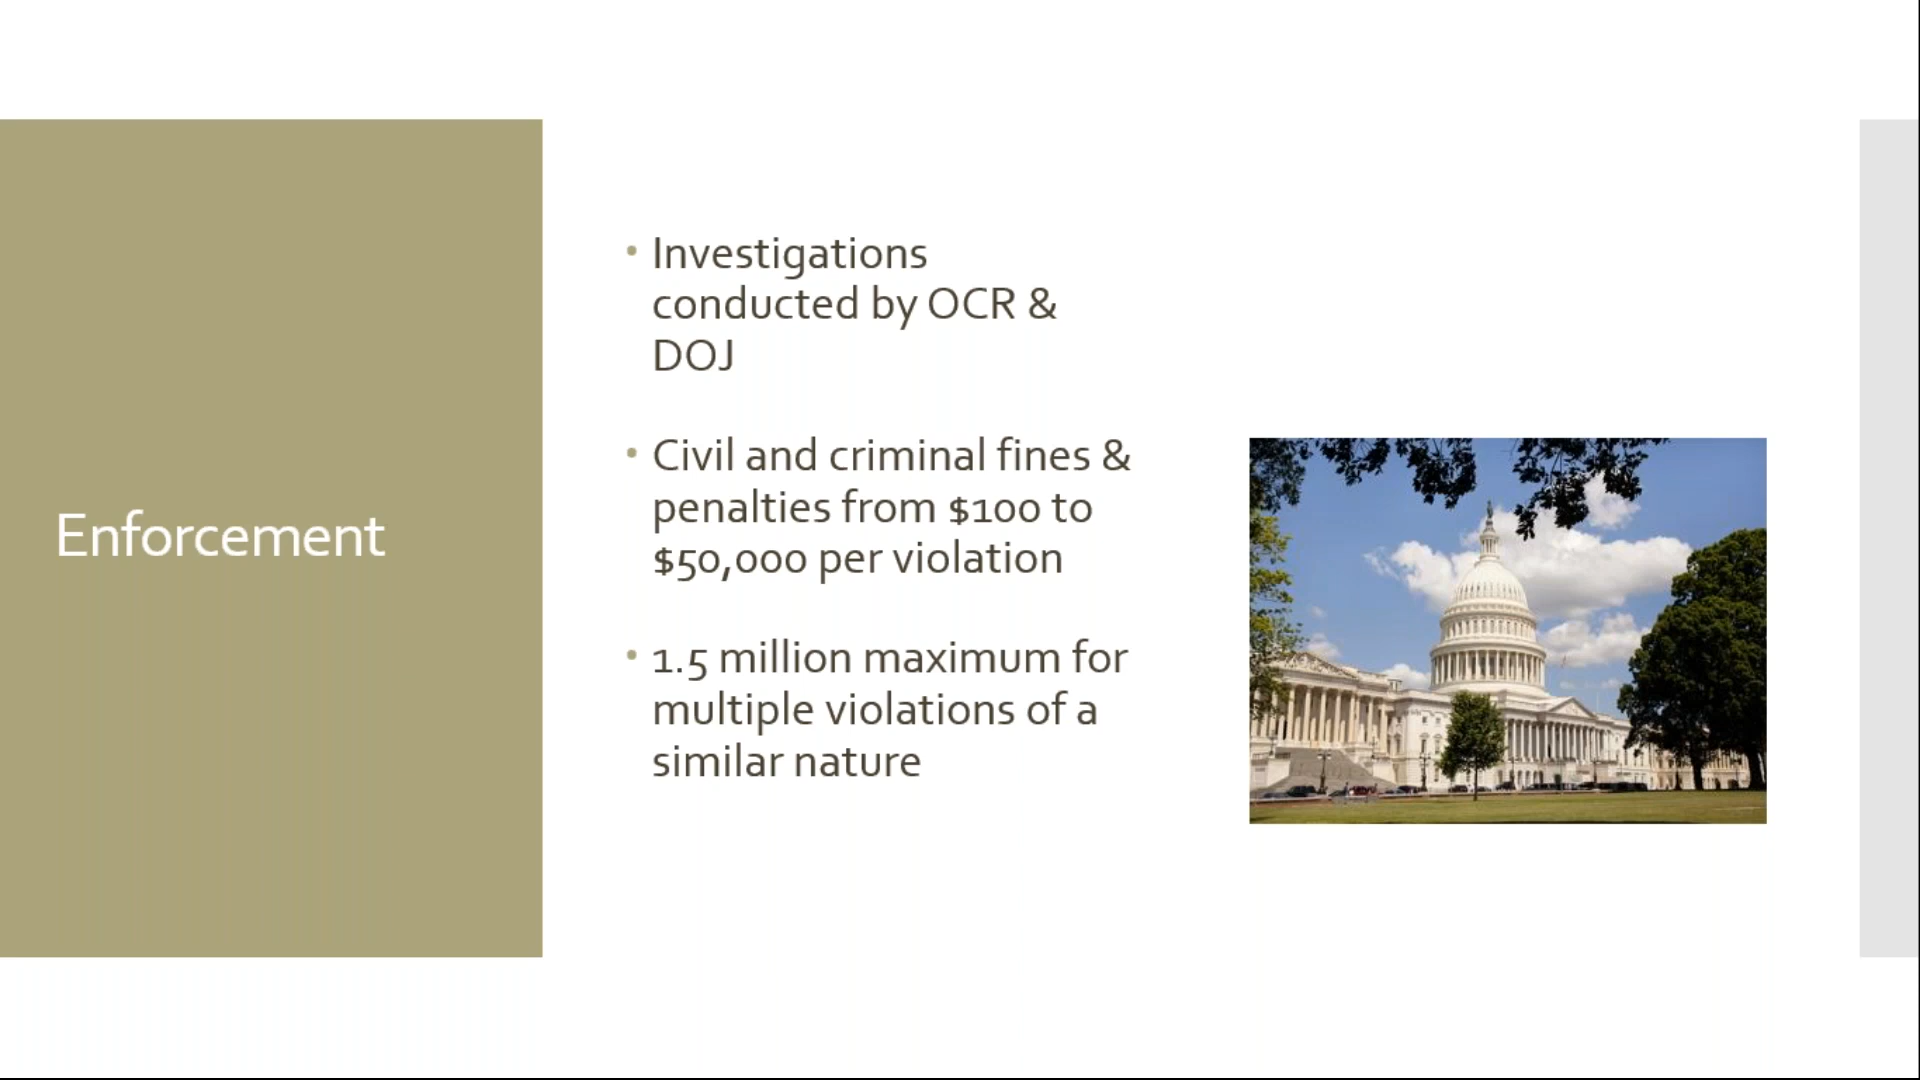 Enforcement
• Investigations
conducted by OCR &
DOJ
• Civil and criminal fines &
penalties from $100 to
$50,000 per violation
• 1.5 million maximum for
multiple violations of a
similar nature